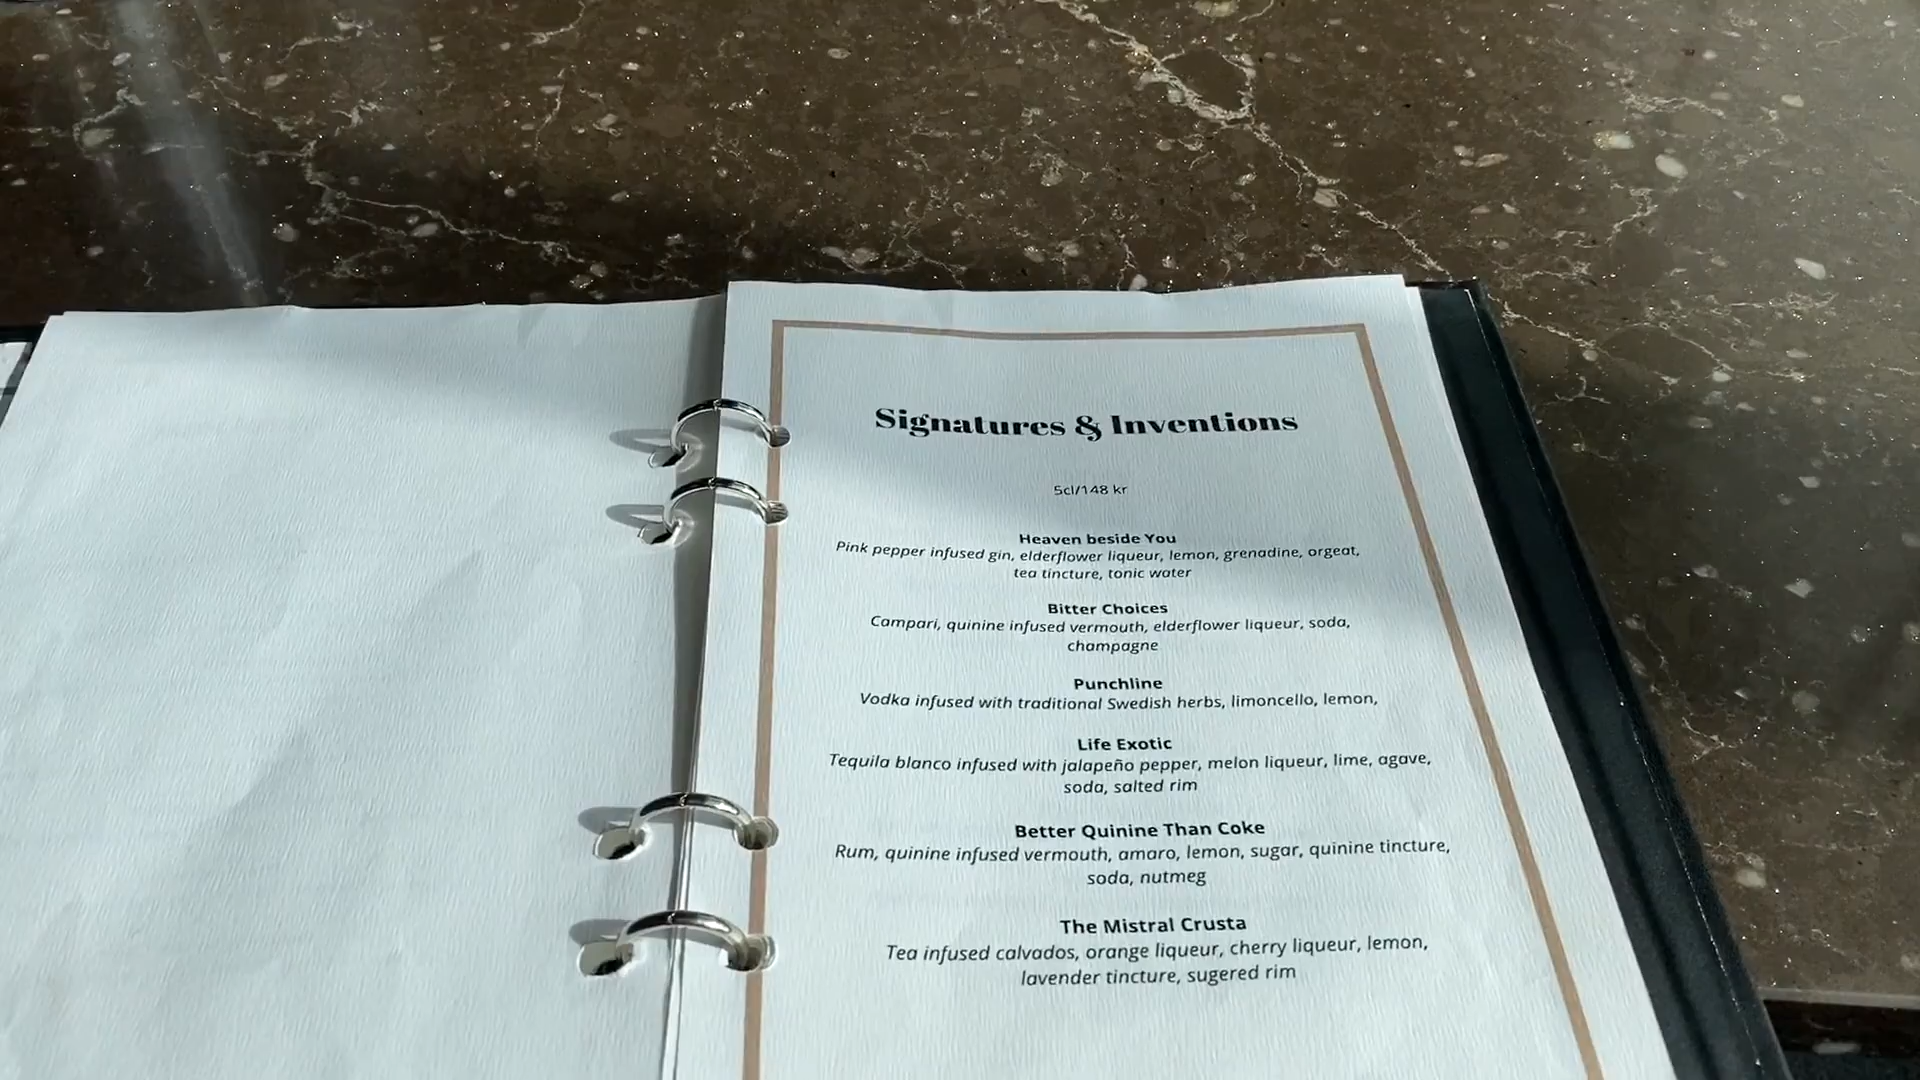 Signatures & Inventions
5cl/148 kr
Heaven beside You
Pink pepper infused gin, elderflower liqueur, lemon, grenadine, orgeat,
tea tincture, tonic water
Bitter Choices
Campari, quinine infused vermouth, elderflower liqueur, soda,
champagne
Punchline
Vodka infused with traditional Swedish herbs, limoncello, lemon,
Life Exotic
Tequila blanco infused with jalapeño pepper, melon liqueur, lime, agave,
soda, salted rim
Better Quinine Than Coke
Rum, quinine infused vermouth, amaro, lemon, sugar, quinine tincture,
soda, nutmeg
The Mistral Crusta
Tea infused calvados, orange liqueur, cherry liqueur, lemon,
lavender tincture, sugered rim